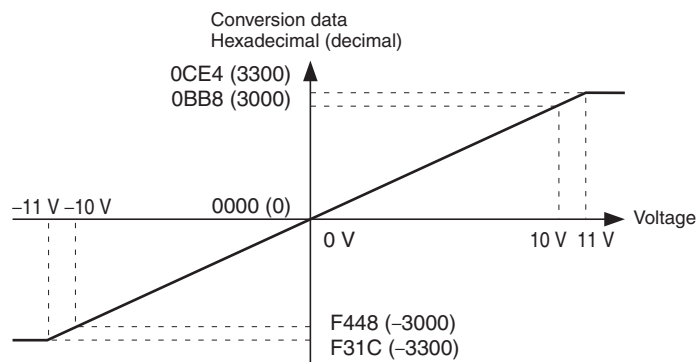 Conversion data
Hexadecimal (decimal)
0CE4 (3300)
0BB8 (3000)
–11 V –10 V
0000 (0)
Voltage
0 V
10 V
11 V
F448 (–3000)
F31C (–3300)